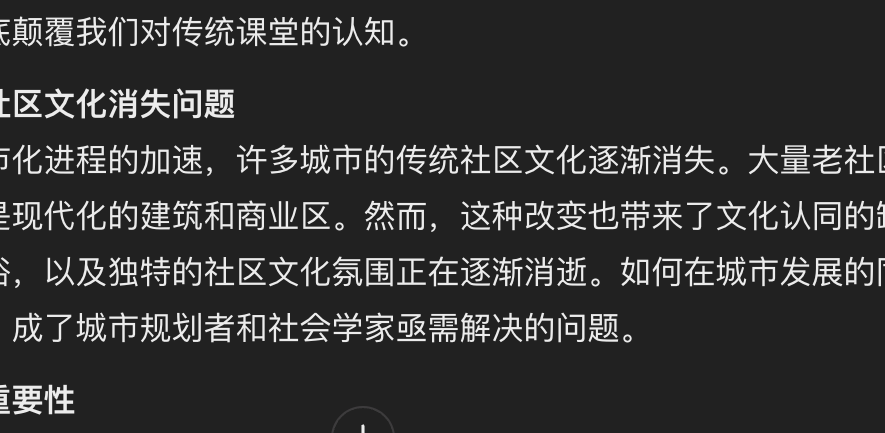 颠覆我们对传统课堂的认知。
社区文化消失问题
市化进程的加速，许多城市的传统社区文化逐渐消失。大量老社区
是现代化的建筑和商业区。然而，这种改变也带来了文化认同的缺
俗，以及独特的社区文化氛围正在逐渐消逝。如何在城市发展的同
成了城市规划者和社会学家亟需解决的问题。
重要性